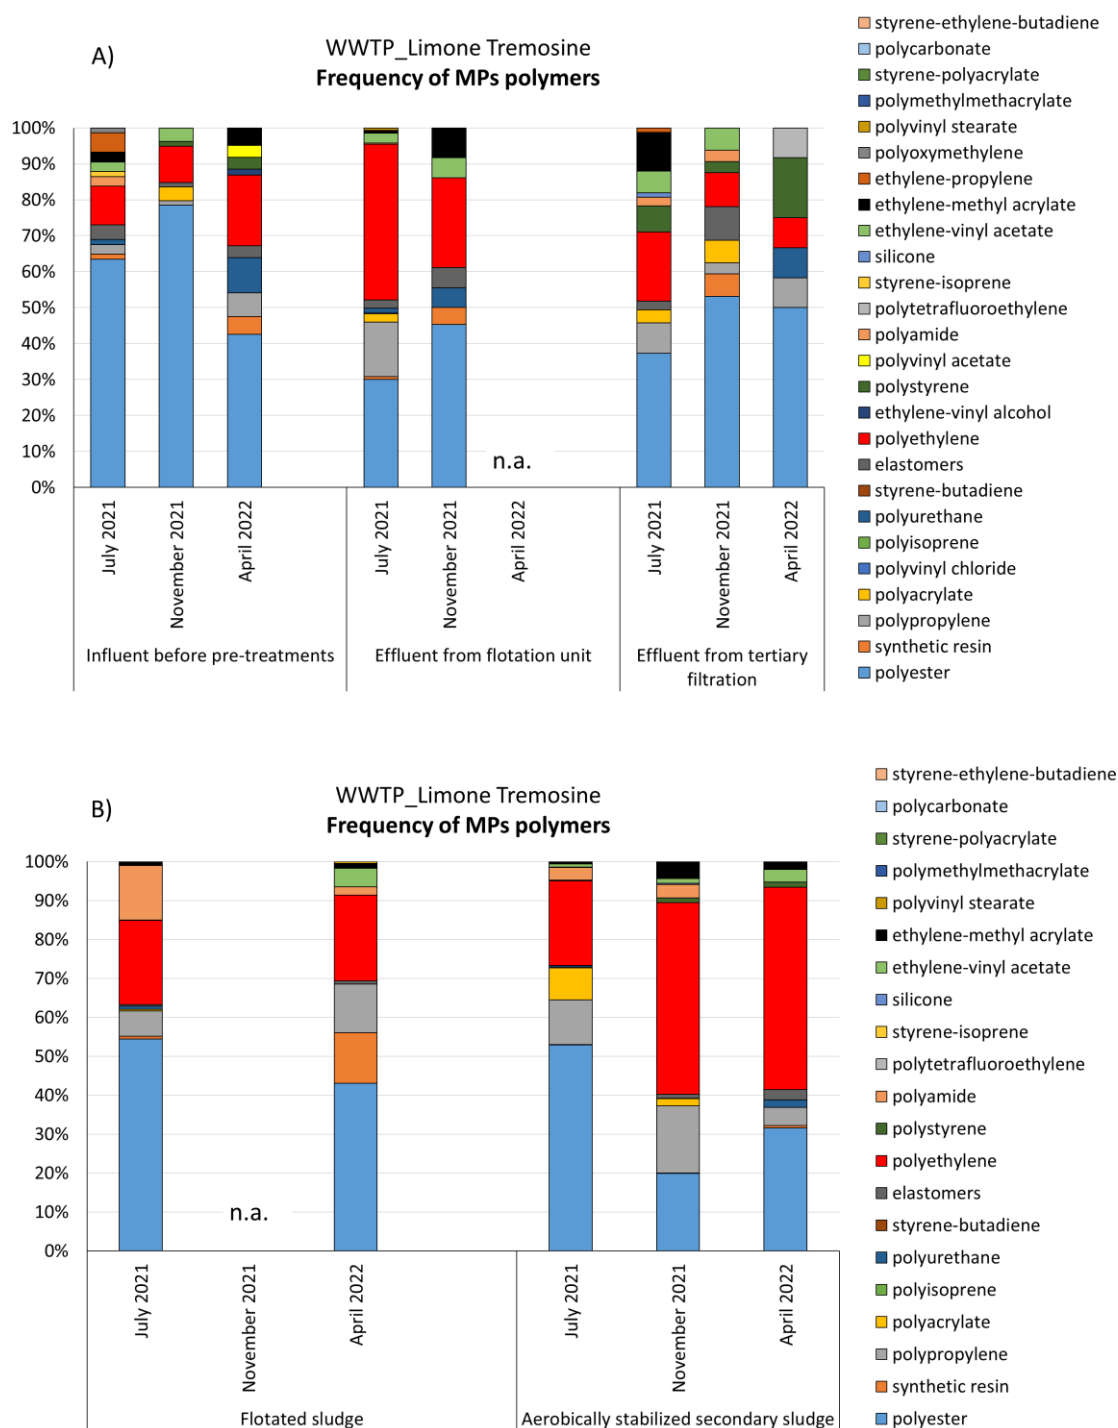 A)
WWTP_Limone Tremosine
Frequency of MPs polymers
100%
90%
80%
70%
60%
50%
40%
30%
20%
10%
0%
n.a.
July 2021
November 2021
April 2022
July 2021
November 2021
April 2022
July 2021
November 2021
April 2022
Influent before pre-treatments
Effluent from flotation unit
Effluent from tertiary
filtration
styrene-ethylene-butadiene
polycarbonate
styrene-polyacrylate
polymethylmethacrylate
polyvinyl stearate
polyoxymethylene
ethylene-propylene
ethylene-methyl acrylate
ethylene-vinyl acetate
silicone
styrene-isoprene
polytetrafluoroethylene
polyamide
polyvinyl acetate
polystyrene
ethylene-vinyl alcohol
polyethylene
elastomers
styrene-butadiene
polyurethane
polyisoprene
polyvinyl chloride
polyacrylate
polypropylene
synthetic resin
polyester
B)
WWTP_Limone Tremosine
Frequency of MPs polymers
100%
90%
80%
70%
60%
50%
40%
30%
20%
10%
0%
n.a.
July 2021
November 2021
April 2022
July 2021
November 2021
April 2022
Flotated sludge
Aerobically stabilized secondary sludge
styrene-ethylene-butadiene
polycarbonate
styrene-polyacrylate
polymethylmethacrylate
polyvinyl stearate
ethylene-methyl acrylate
ethylene-vinyl acetate
silicone
styrene-isoprene
polytetrafluoroethylene
polyamide
polystyrene
polyethylene
elastomers
styrene-butadiene
polyurethane
polyisoprene
polyacrylate
polypropylene
synthetic resin
polyester